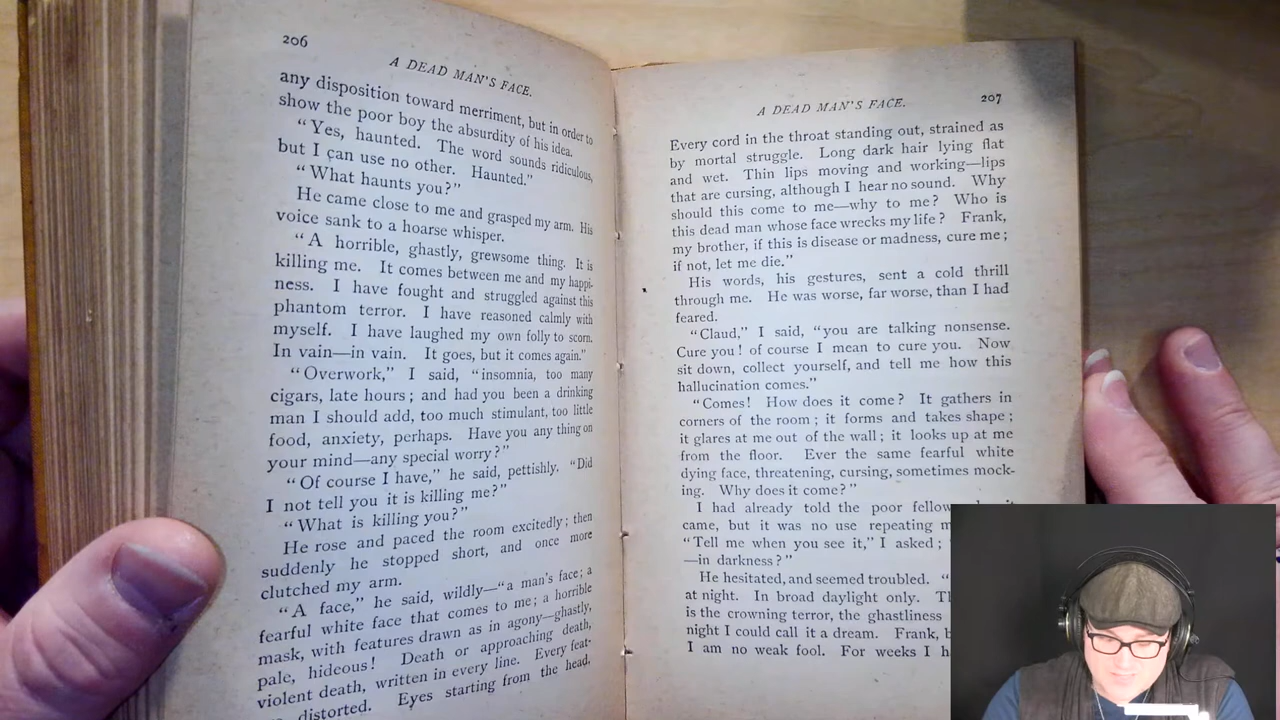 206
A DEAD MAN'S FACE.
any disposition toward merriment, but in order to
show the poor boy the absurdity of his idea.
"Yes, haunted. The word sounds ridiculous,
but I can use no other. Haunted."
"What haunts you?"
He came close to me and grasped my arm. His
voice sank to a hoarse whisper.
"A horrible, ghastly, grewsome thing. It is
killing me. It comes between me and my happi-
ness. I have fought and struggled against this
phantom terror. I have reasoned calmly with
myself. I have laughed my own folly to scorn.
In vain—in vain. It goes, but it comes again."
"Overwork," I said, "insomnia, too many
cigars, late hours; and had you been a drinking
man I should add, too much stimulant, too little
food, anxiety, perhaps. Have you any thing on
your mind—any special worry?"
"Of course I have," he said, pettishly. "Did
I not tell you it is killing me?"
"What is killing you?"
He rose and paced the room excitedly; then
suddenly he stopped short, and once more
clutched my arm.
"A face," he said, wildly—"a man's face; a
fearful white face that comes to me; a horrible
mask, with features drawn as in agony—ghastly,
pale, hideous! Death or approaching death,
violent death, written in every line. Every feat-
distorted. Eyes starting from the head.
A DEAD MAN'S FACE.
207
Every cord in the throat standing out, strained as
by mortal struggle. Long dark hair lying flat
and wet. Thin lips moving and working—lips
that are cursing, although I hear no sound. Why
should this come to me—why to me? Who is
this dead man whose face wrecks my life? Frank,
my brother, if this is disease or madness, cure me;
if not, let me die."
His words, his gestures, sent a cold thrill
through me. He was worse, far worse, than I had
feared.
"Claud," I said, "you are talking nonsense.
Cure you! of course I mean to cure you. Now
sit down, collect yourself, and tell me how this
hallucination comes."
"Comes! How does it come? It gathers in
corners of the room; it forms and takes shape;
it glares at me out of the wall; it looks up at me
from the floor. Ever the same fearful white
dying face, threatening, cursing, sometimes mock-
ing. Why does it come?"
I had already told the poor fellow
came, but it was no use repeating
"Tell me when you see it," I asked;
—in darkness?"
He hesitated, and seemed troubled. "
at night. In broad daylight only.
is the crowning terror, the ghastliness
night I could call it a dream. Frank,
I am no weak fool. For weeks I